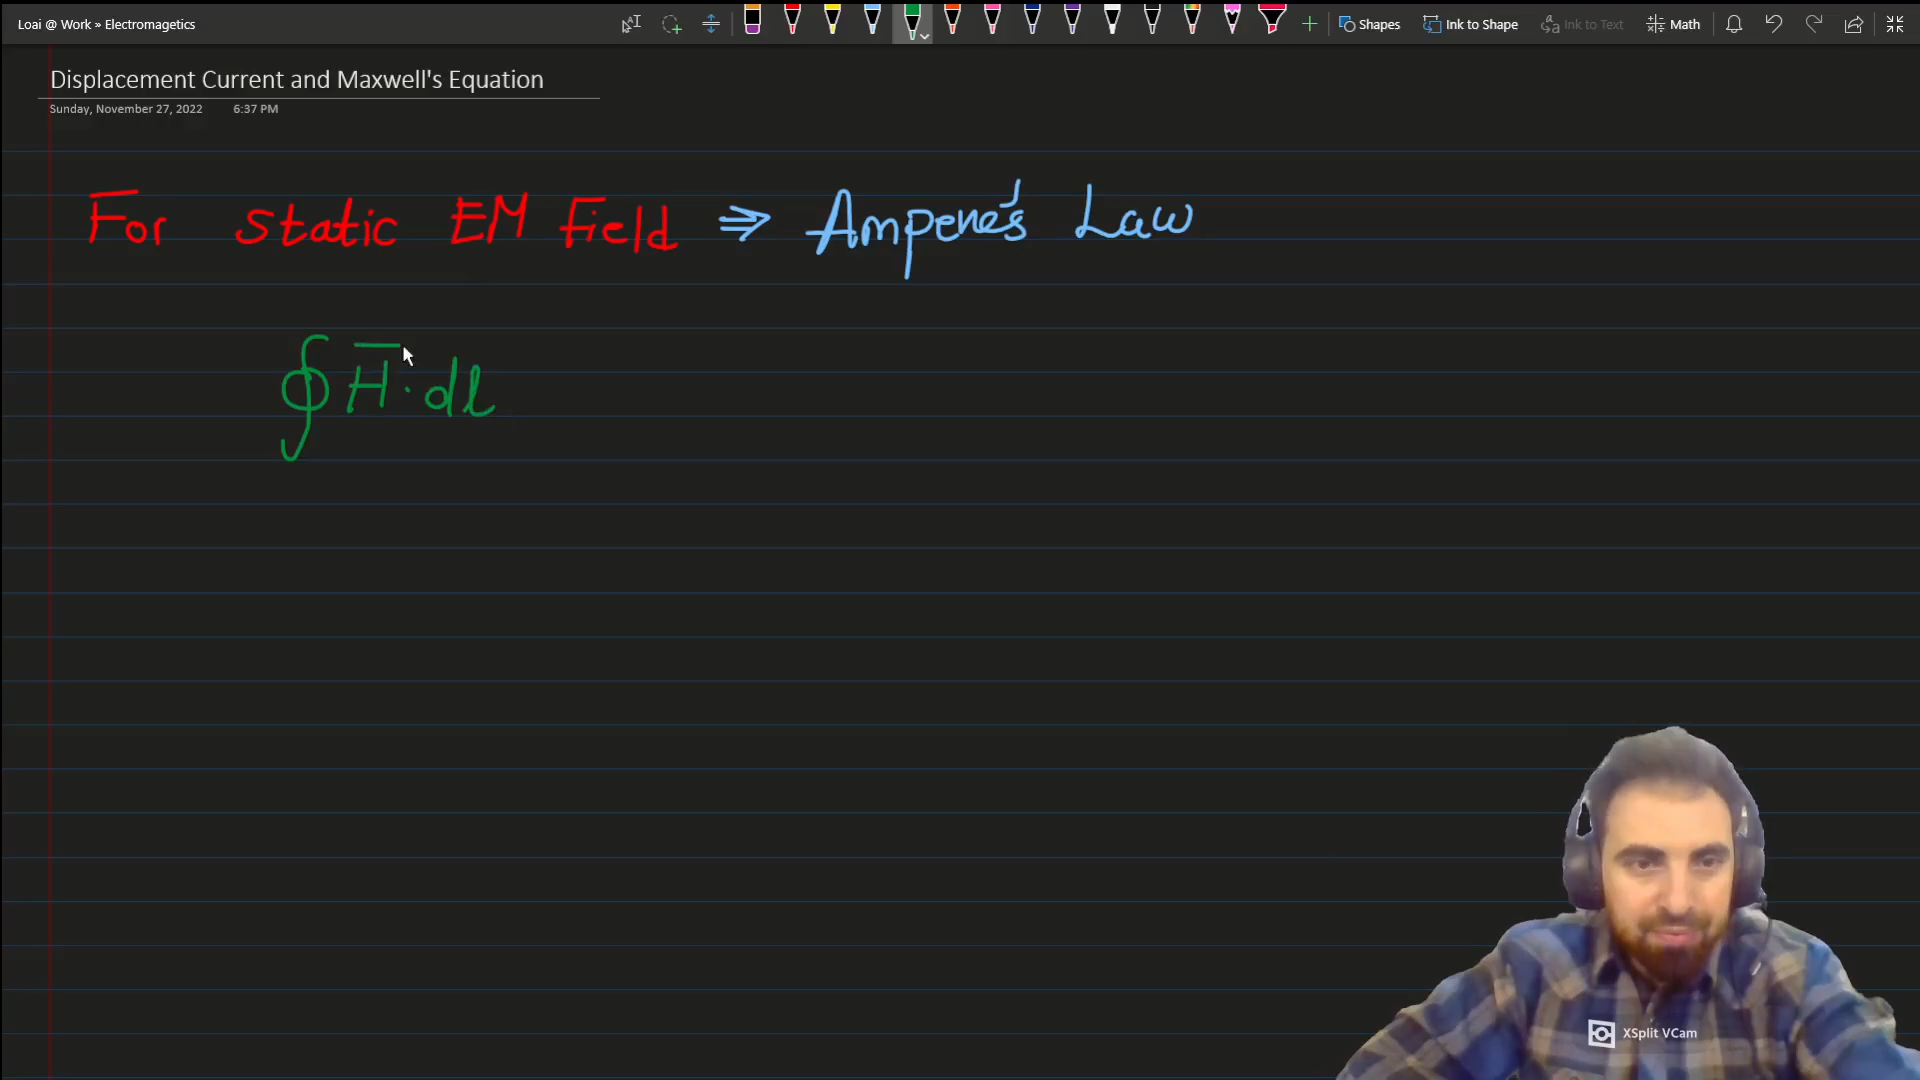 Loai @ Work » Electromagetics
Shapes Ink to Shape Ink to Text Math
Displacement Current and Maxwell's Equation
Sunday, November 27, 2022 6:37 PM
For static EM Field ⇒ Ampere's Law
∮ H̅ · dl
XSplit VCam